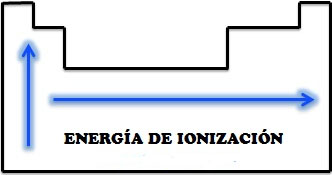 ENERGÍA DE IONIZACIÓN